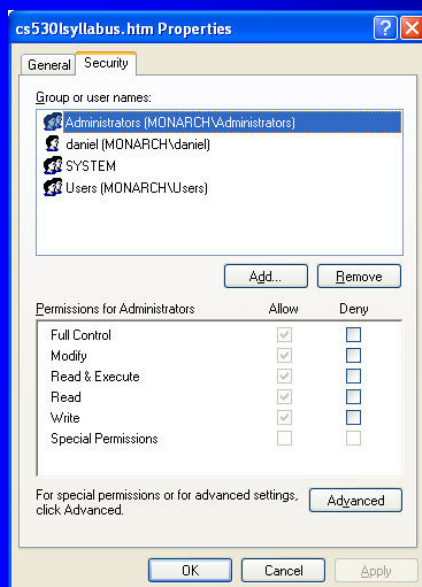 cs530lsyllabus.htm Properties
General Security
Group or user names:
Administrators (MONARCH\Administrators)
daniel (MONARCH\daniel)
SYSTEM
Users (MONARCH\Users)
Add... Remove
Permissions for Administrators Allow Deny
Full Control
Modify
Read & Execute
Read
Write
Special Permissions
For special permissions or for advanced settings,
click Advanced.
Advanced
OK Cancel Apply